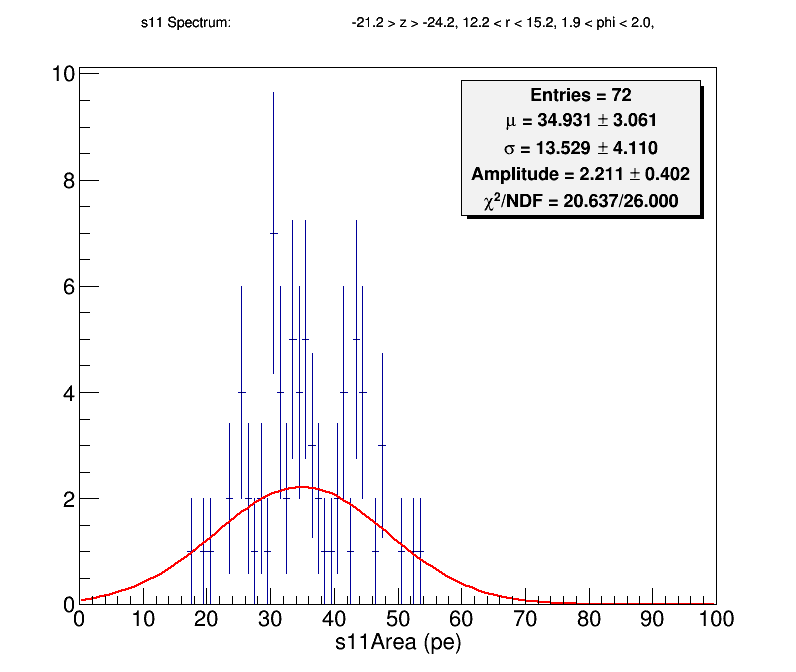 s11 Spectrum: -21.2 > z > -24.2, 12.2 < r < 15.2, 1.9 < phi < 2.0,
Entries = 72
μ = 34.931 ± 3.061
σ = 13.529 ± 4.110
Amplitude = 2.211 ± 0.402
χ²/NDF = 20.637/26.000
10
8
6
4
2
0
0 10 20 30 40 50 60 70 80 90 100
s11Area (pe)